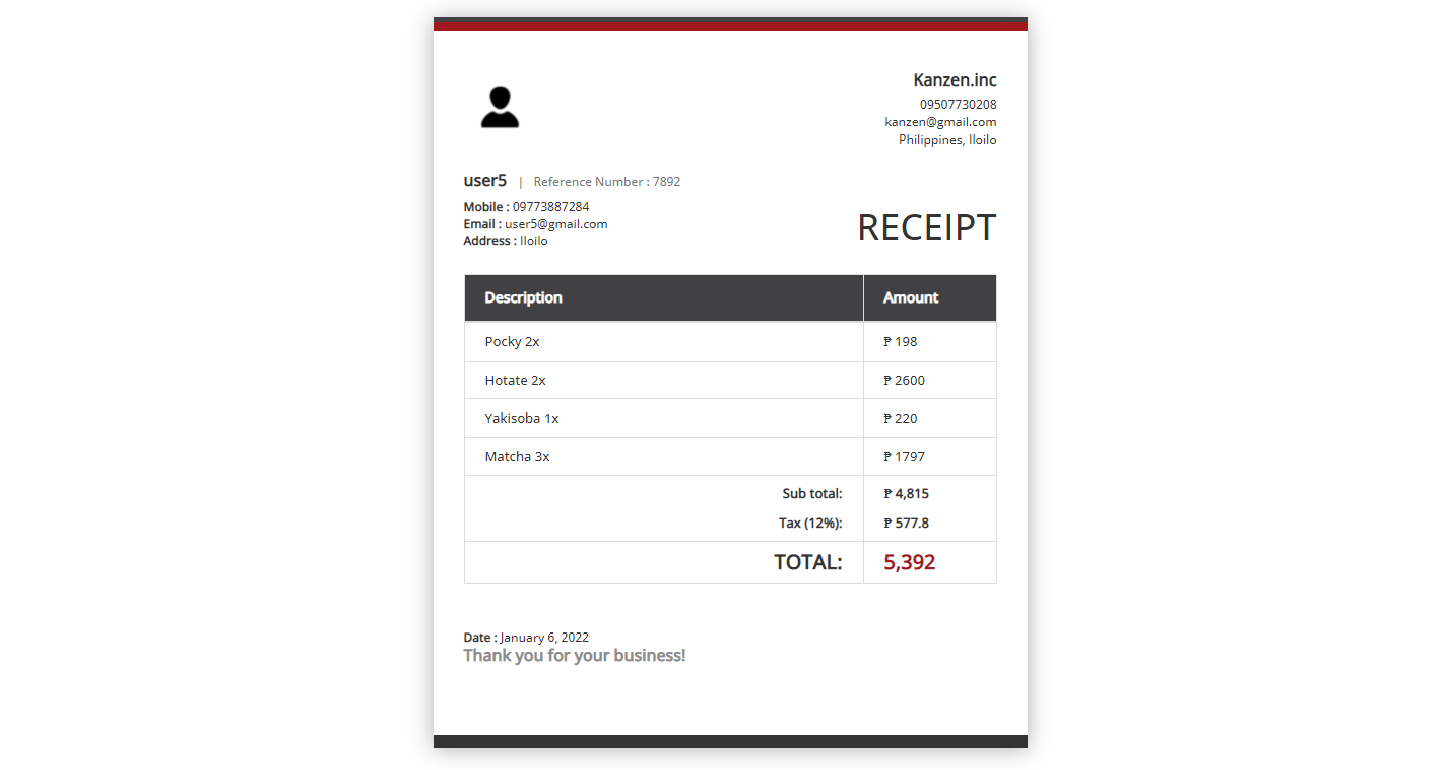 Kanzen.inc
09507730208
kanzen@gmail.com
Philippines, Iloilo
user5 | Reference Number : 7892
Mobile : 09773887284
Email : user5@gmail.com
Address : Iloilo
RECEIPT
Description Amount
Pocky 2x ₱ 198
Hotate 2x ₱ 2600
Yakisoba 1x ₱ 220
Matcha 3x ₱ 1797
Sub total: ₱ 4,815
Tax (12%): ₱ 577.8
TOTAL: 5,392
Date : January 6, 2022
Thank you for your business!